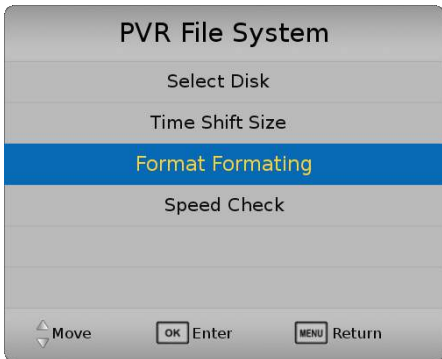 PVR File System
Select Disk
Time Shift Size
Format Formating
Speed Check
Move OK Enter MENU Return